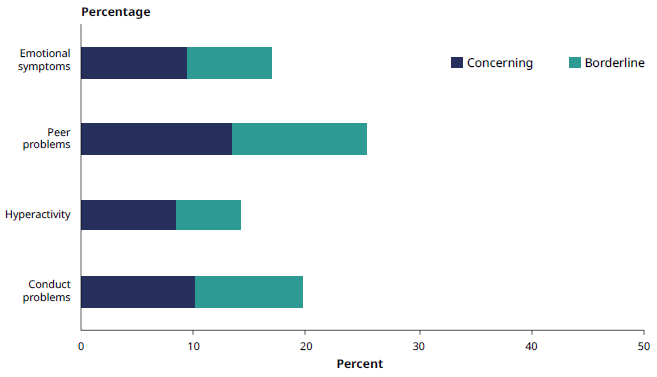 Percentage
Emotional
symptoms
Concerning
Borderline
Peer
problems
Hyperactivity
Conduct
problems
0
10
20
30
40
50
Percent